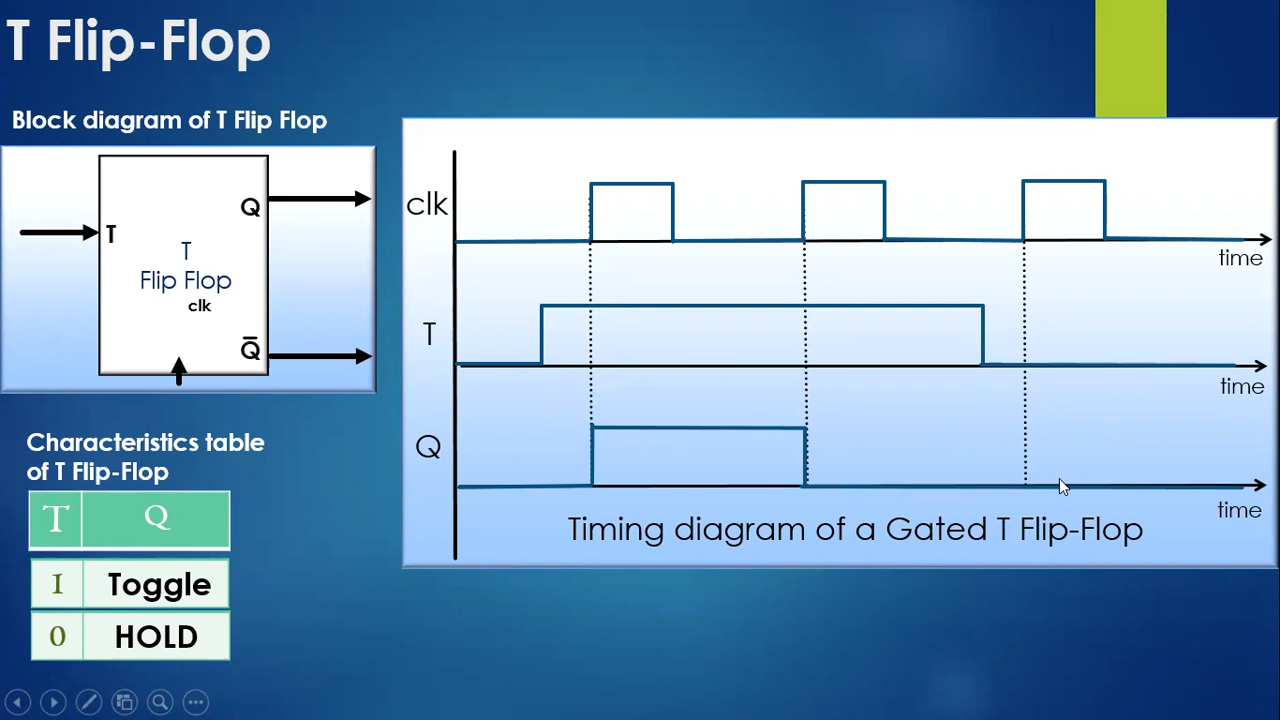 T Flip-Flop
Block diagram of T Flip Flop
Q
T
T
Flip Flop
clk
Q̅
Characteristics table
of T Flip-Flop
T Q
1 Toggle
0 HOLD
clk
time
T
time
Q
time
Timing diagram of a Gated T Flip-Flop